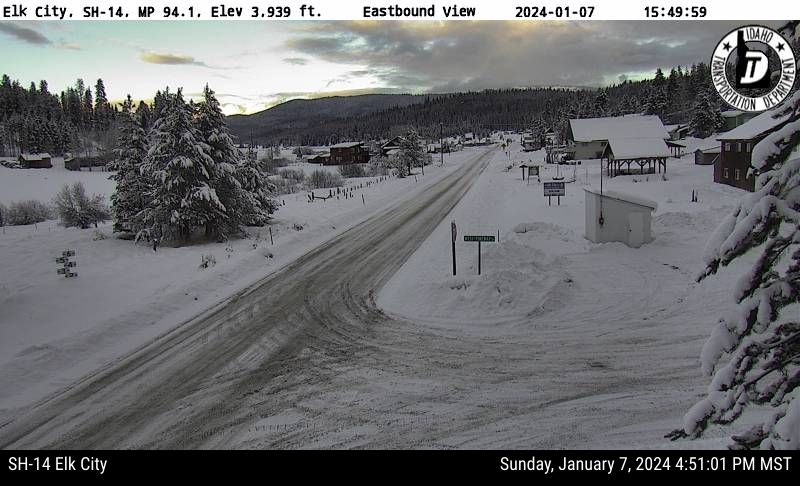 Elk City, SH-14, MP 94.1, Elev 3,939 ft. Eastbound View 2024-01-07 15:49:59
IDAHO
TRANSPORTATION DEPARTMENT
SH-14 Elk City Sunday, January 7, 2024 4:51:01 PM MST